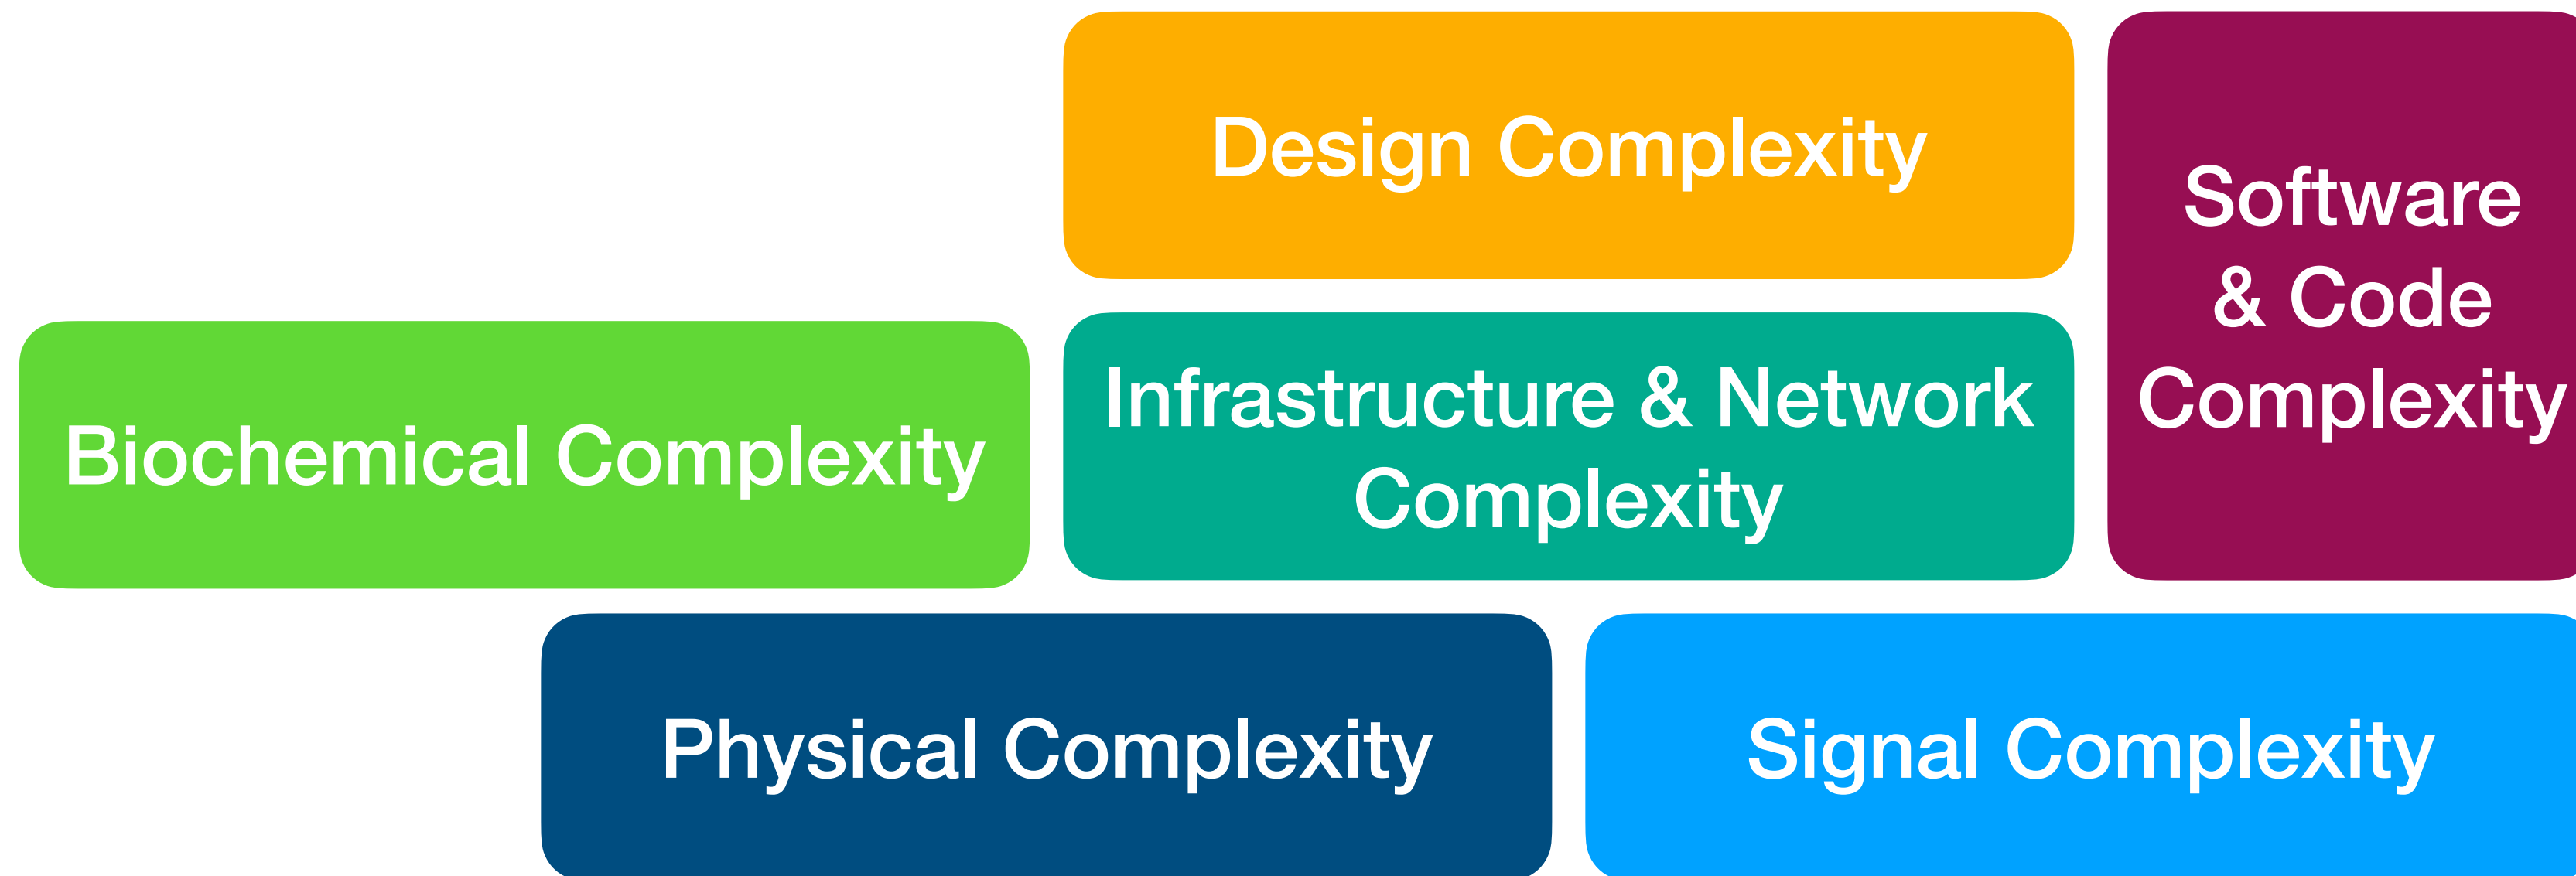 Design Complexity
Software
& Code
Complexity
Biochemical Complexity
Infrastructure & Network
Complexity
Physical Complexity
Signal Complexity